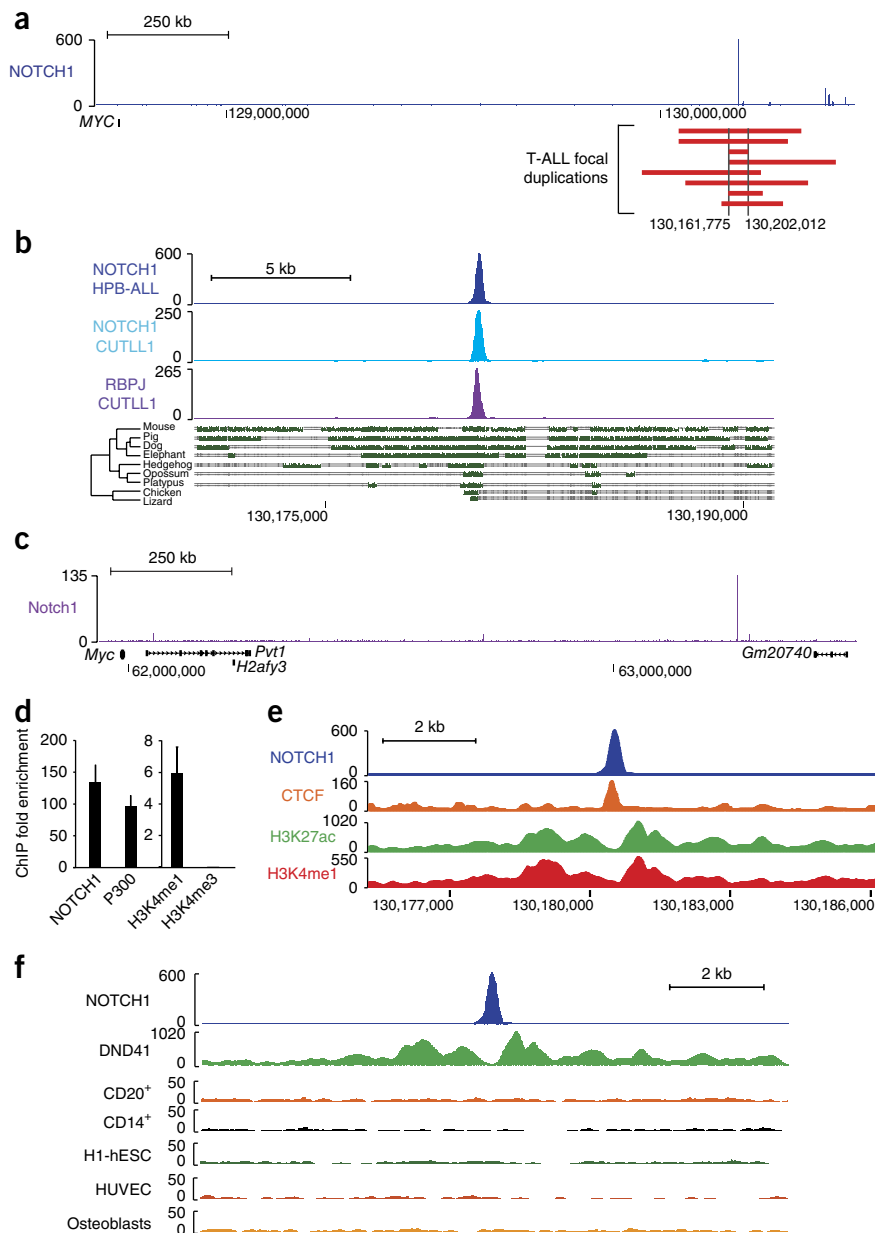 a
250 kb
600
NOTCH1
0
MYC
129,000,000
130,000,000
T-ALL focal
duplications
130,161,775
130,202,012
b
600
5 kb
NOTCH1
HPB-ALL
0
250
NOTCH1
CUTLL1
0
265
RBPJ
CUTLL1
0
Mouse
Pig
Dog
Elephant
Hedgehog
Opossum
Platypus
Chicken
Lizard
130,175,000
130,190,000
c
250 kb
135
Notch1
0
Myc
Pvt1
H2afy3
Gm20740
62,000,000
63,000,000
d
ChIP fold enrichment
200
150
100
50
0
8
6
4
2
0
NOTCH1
P300
H3K4me1
H3K4me3
e
2 kb
600
NOTCH1
0
160
CTCF
0
1020
H3K27ac
0
550
H3K4me1
0
130,177,000
130,180,000
130,183,000
130,186,000
f
600
2 kb
NOTCH1
0
1020
DND41
0
50
CD20+
0
50
CD14+
0
50
H1-hESC
0
50
HUVEC
0
50
Osteoblasts
0